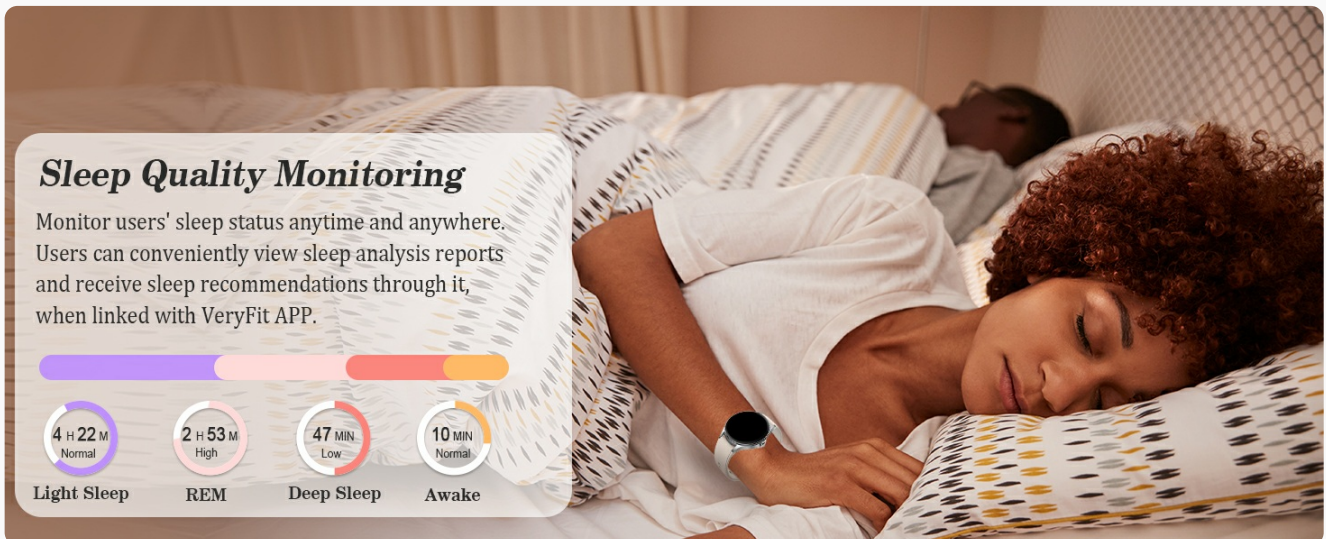 Sleep Quality Monitoring
Monitor users' sleep status anytime and anywhere.
Users can conveniently view sleep analysis reports
and receive sleep recommendations through it,
when linked with VeryFit APP.
4 H 22 M
Normal
Light Sleep
2 H 53 M
High
REM
47 MIN
Low
Deep Sleep
10 MIN
Normal
Awake